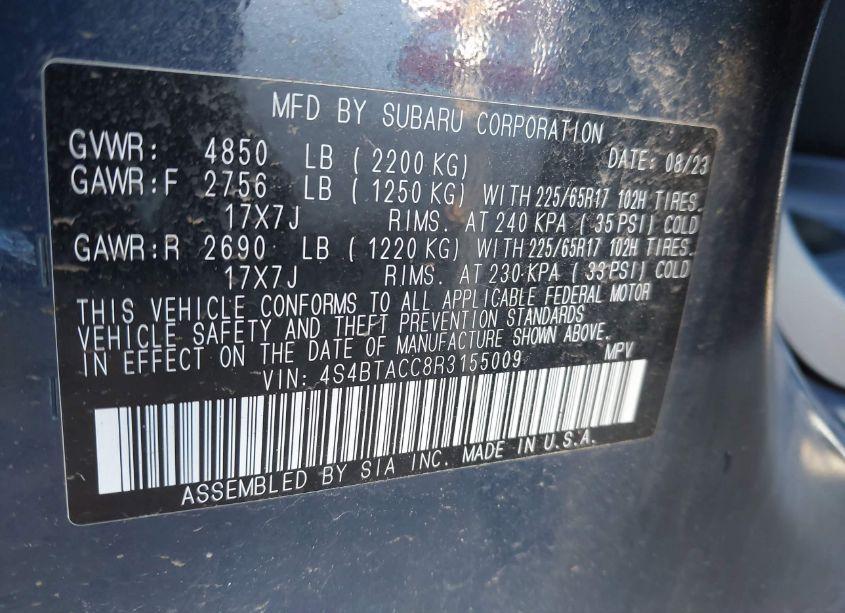 MFD BY SUBARU CORPORATION
GVWR: 4850 LB (2200 KG) DATE: 08/23
GAWR:F 2756 LB (1250 KG) WITH 225/65R17 102H TIRES.
17X7J RIMS. AT 240 KPA (35 PSI) COLD
GAWR:R 2690 LB (1220 KG) WITH 225/65R17 102H TIRES.
17X7J RIMS. AT 230 KPA (33 PSI) COLD
THIS VEHICLE CONFORMS TO ALL APPLICABLE FEDERAL MOTOR
VEHICLE SAFETY AND THEFT PREVENTION STANDARDS
IN EFFECT ON THE DATE OF MANUFACTURE SHOWN ABOVE.
VIN: 4S4BTACC8R3155009 MPV
ASSEMBLED BY SIA INC. MADE IN U.S.A.